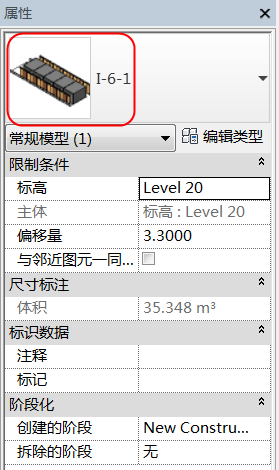 属性
I-6-1
常规模型 (1) 编辑类型
限制条件
标高 Level 20
主体 标高 : Level 20
偏移量 3.3000
与邻近图元一同...
尺寸标注
体积 35.348 m³
标识数据
注释
标记
阶段化
创建的阶段 New Constru...
拆除的阶段 无